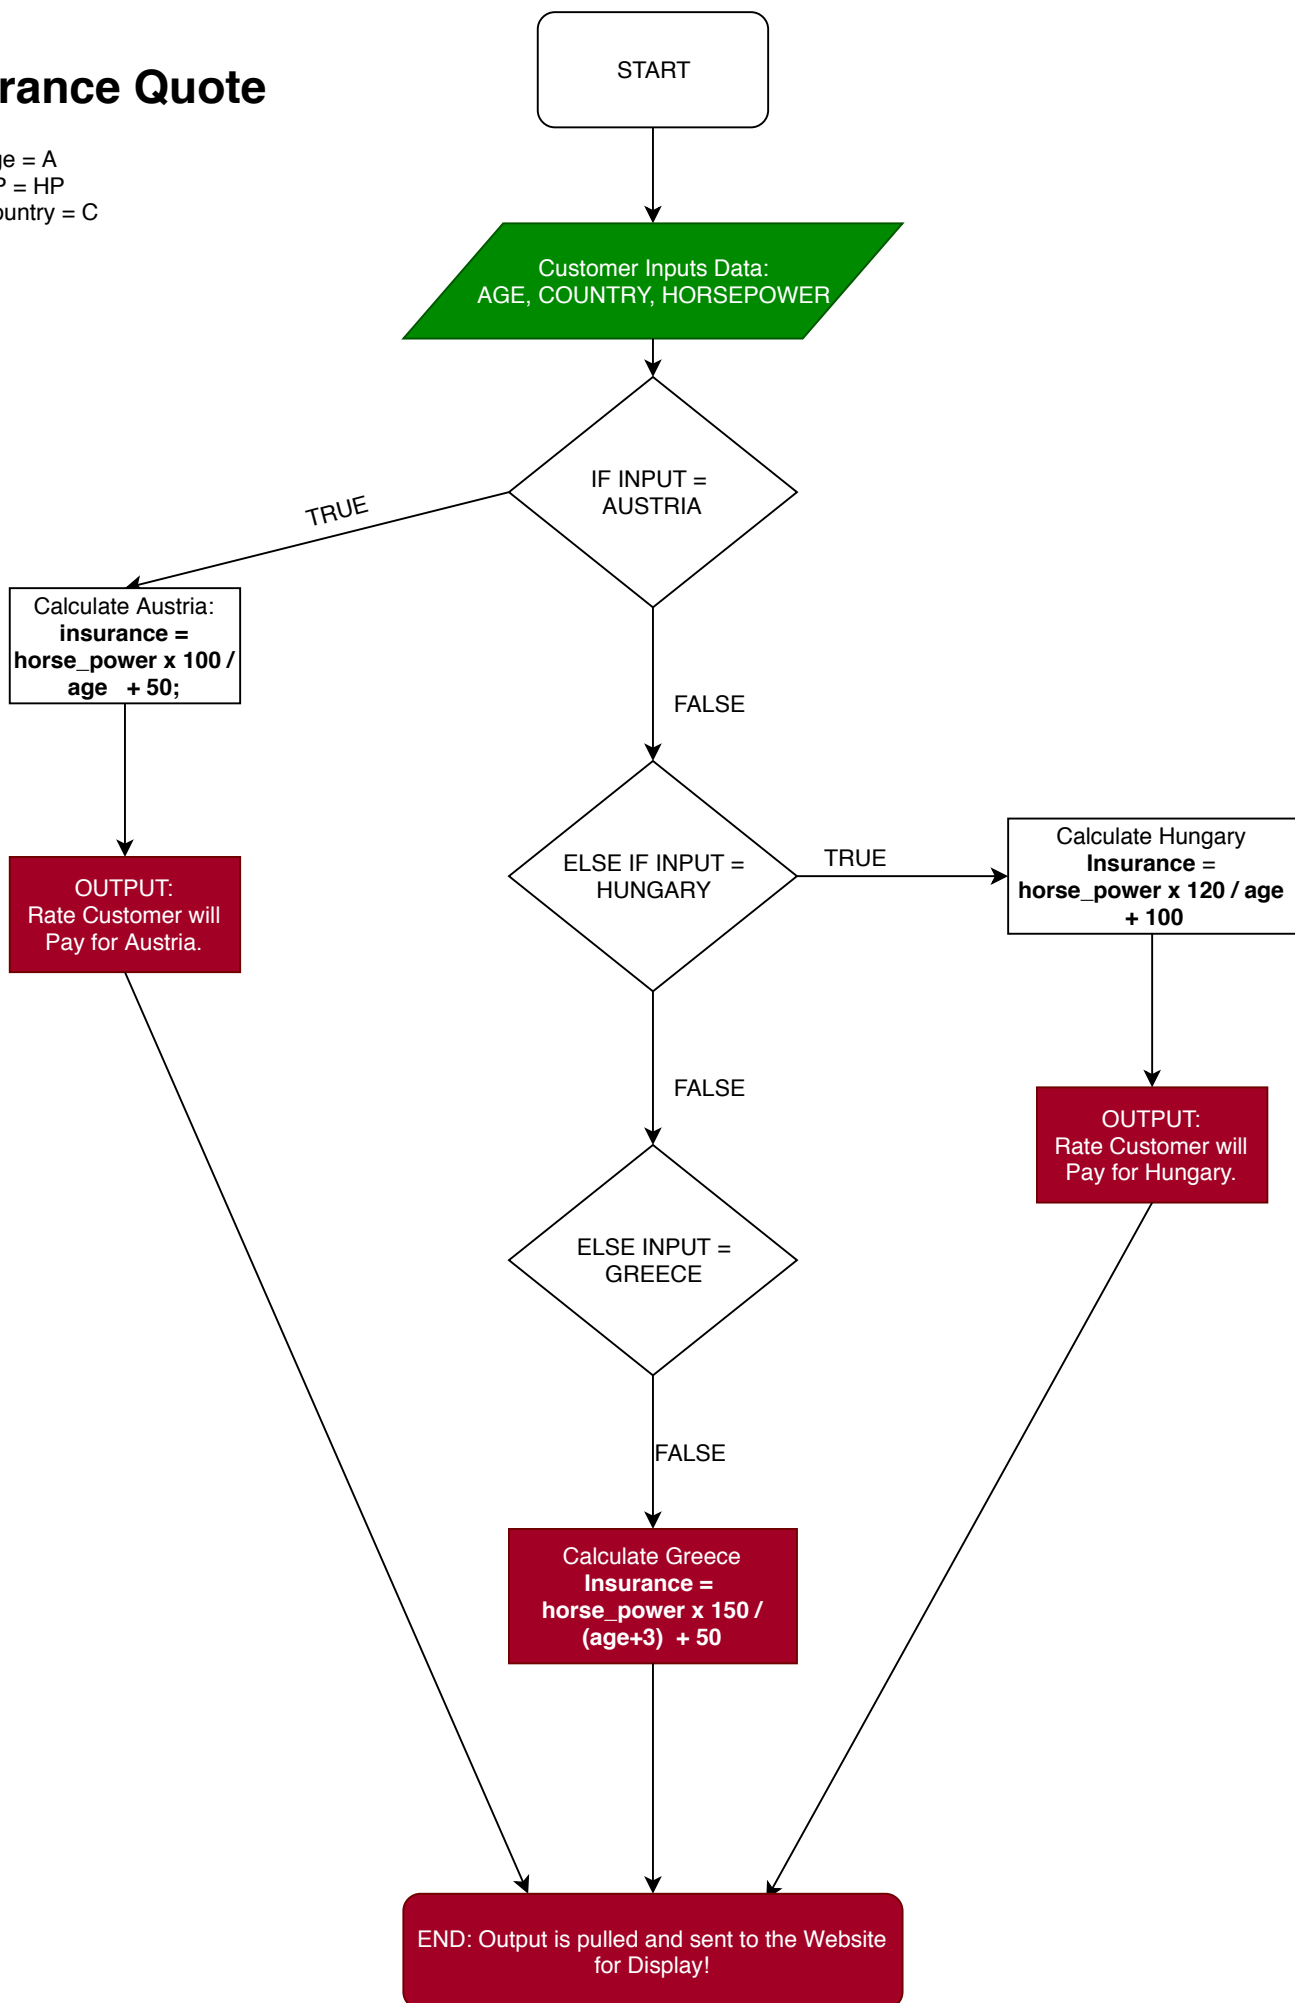 START
rance Quote
ge = A
P = HP
ountry = C
Customer Inputs Data:
AGE, COUNTRY, HORSEPOWER
IF INPUT =
AUSTRIA
TRUE
Calculate Austria:
insurance =
horse_power x 100 /
age + 50;
FALSE
ELSE IF INPUT =
HUNGARY
TRUE
Calculate Hungary
Insurance =
horse_power x 120 / age
+ 100
OUTPUT:
Rate Customer will
Pay for Austria.
FALSE
OUTPUT:
Rate Customer will
Pay for Hungary.
ELSE INPUT =
GREECE
FALSE
Calculate Greece
Insurance =
horse_power x 150 /
(age+3) + 50
END: Output is pulled and sent to the Website
for Display!